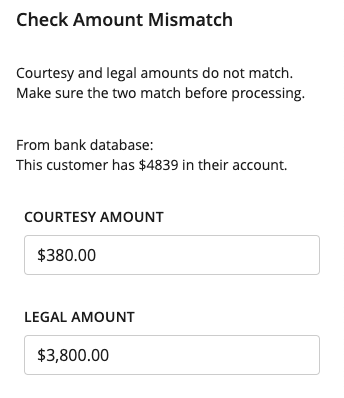 Check Amount Mismatch
Courtesy and legal amounts do not match.
Make sure the two match before processing.
From bank database:
This customer has $4839 in their account.
COURTESY AMOUNT
$380.00
LEGAL AMOUNT
$3,800.00